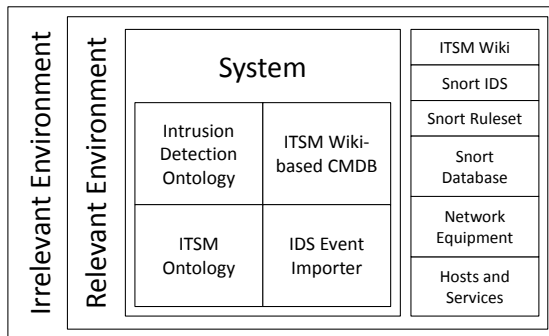 Irrelevant Environment
Relevant Environment
System
Intrusion
Detection
Ontology
ITSM Wiki-
based CMDB
ITSM
Ontology
IDS Event
Importer
ITSM Wiki
Snort IDS
Snort Ruleset
Snort
Database
Network
Equipment
Hosts and
Services